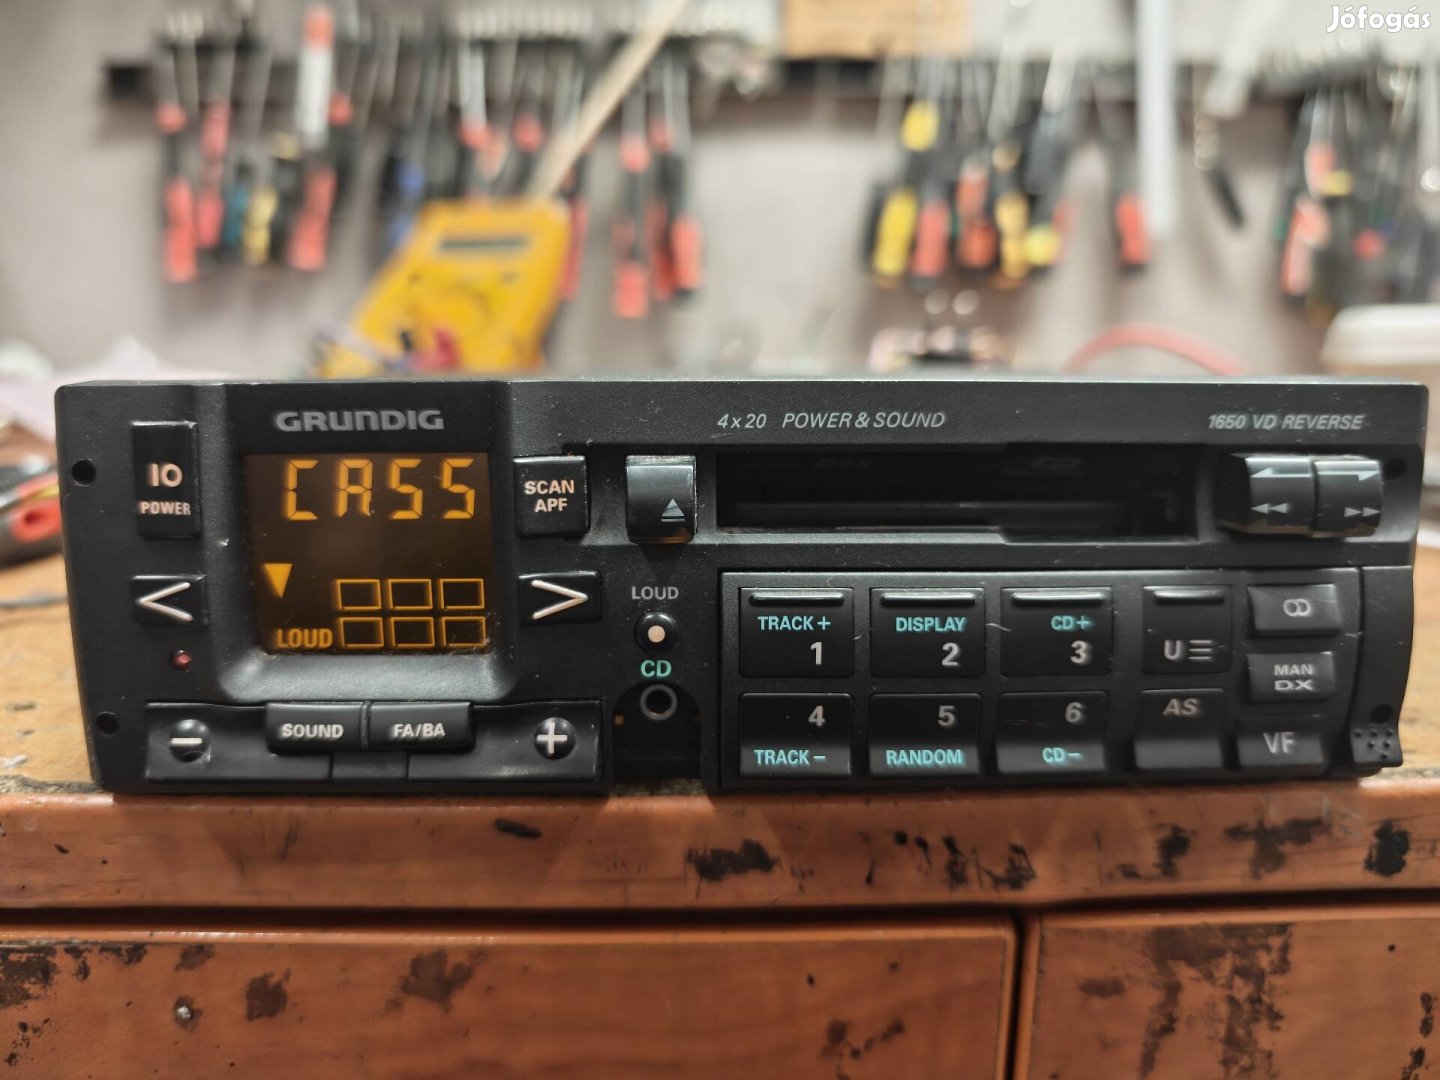 Jófogás
GRUNDIG
4x20 POWER&SOUND
1650 VD REVERSE
IO
POWER
CASS
SCAN
APF
LOUD
LOUD
CD
TRACK+
1
DISPLAY
2
CD+
3
U
MAN
DX
4
TRACK-
5
RANDOM
6
CD-
AS
VF
SOUND
FA/BA